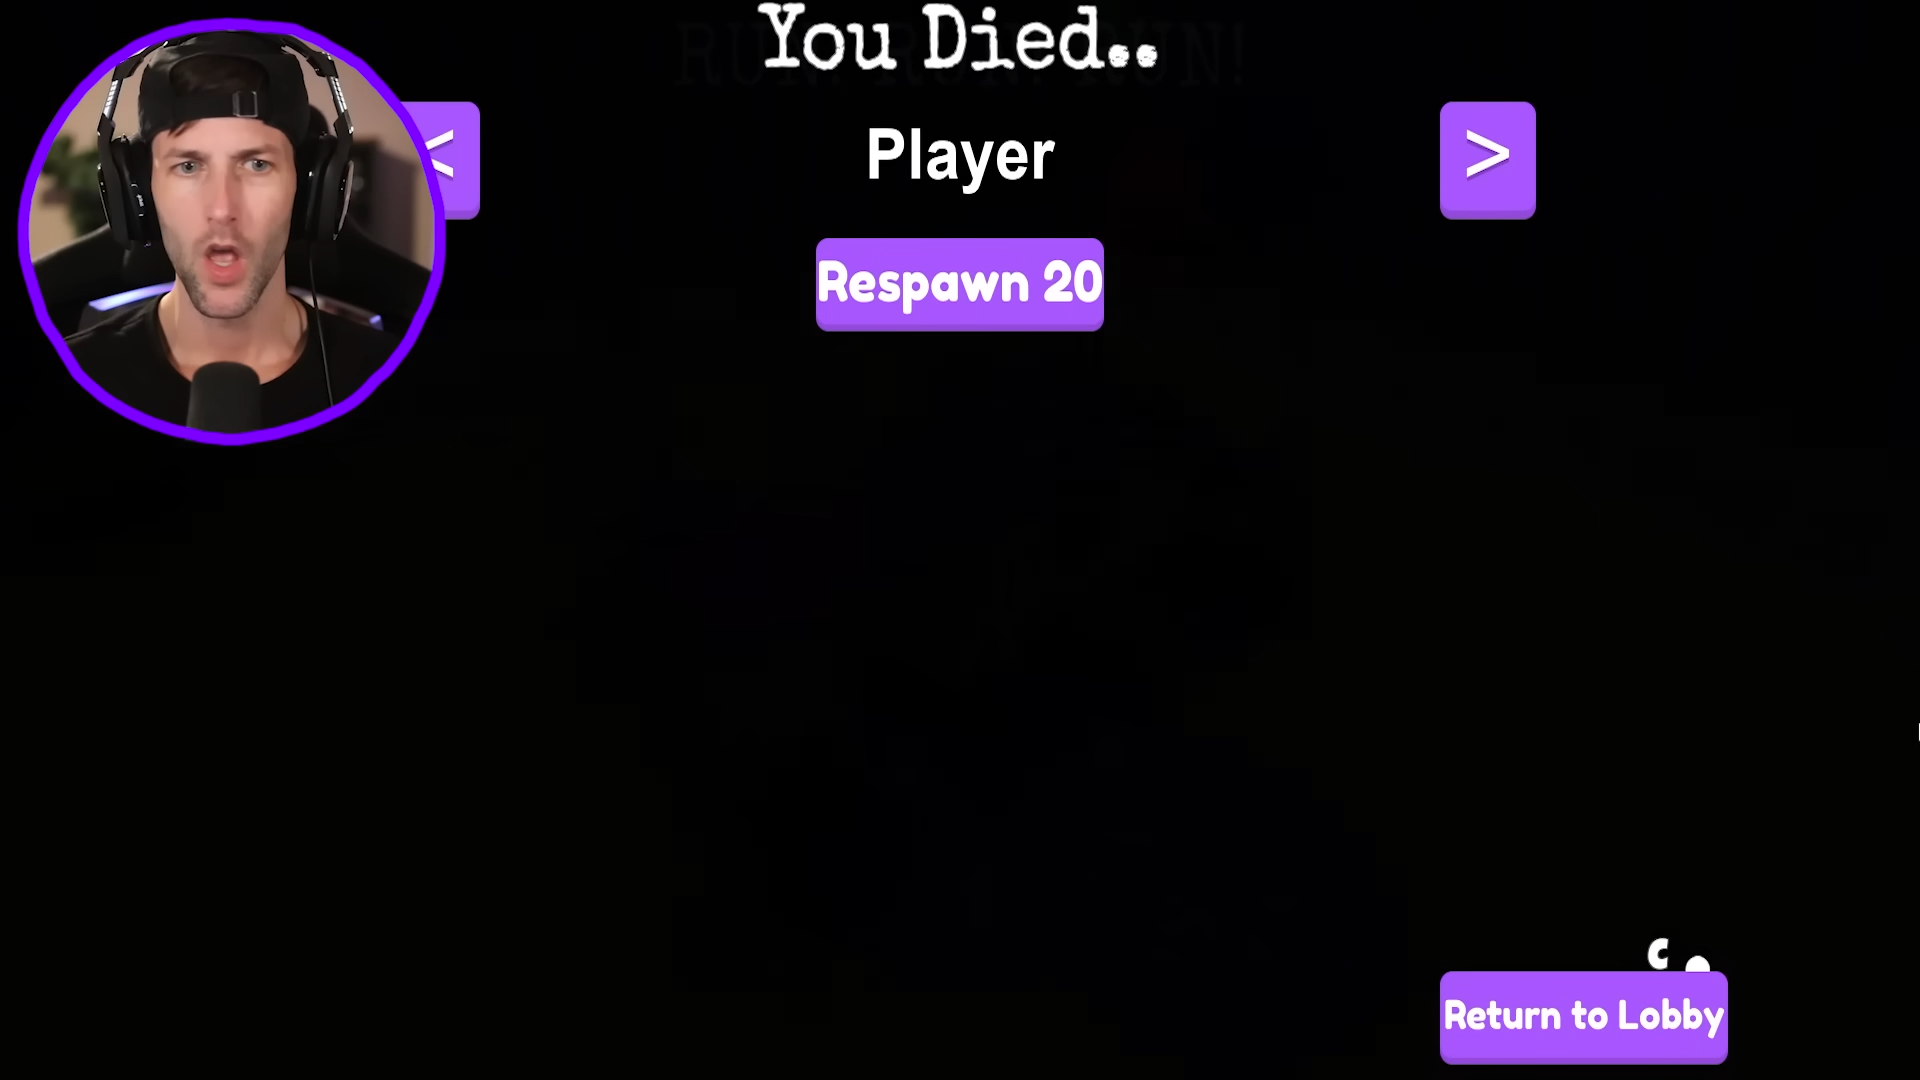 You Died..
<
Player
>
Respawn 20
Return to Lobby